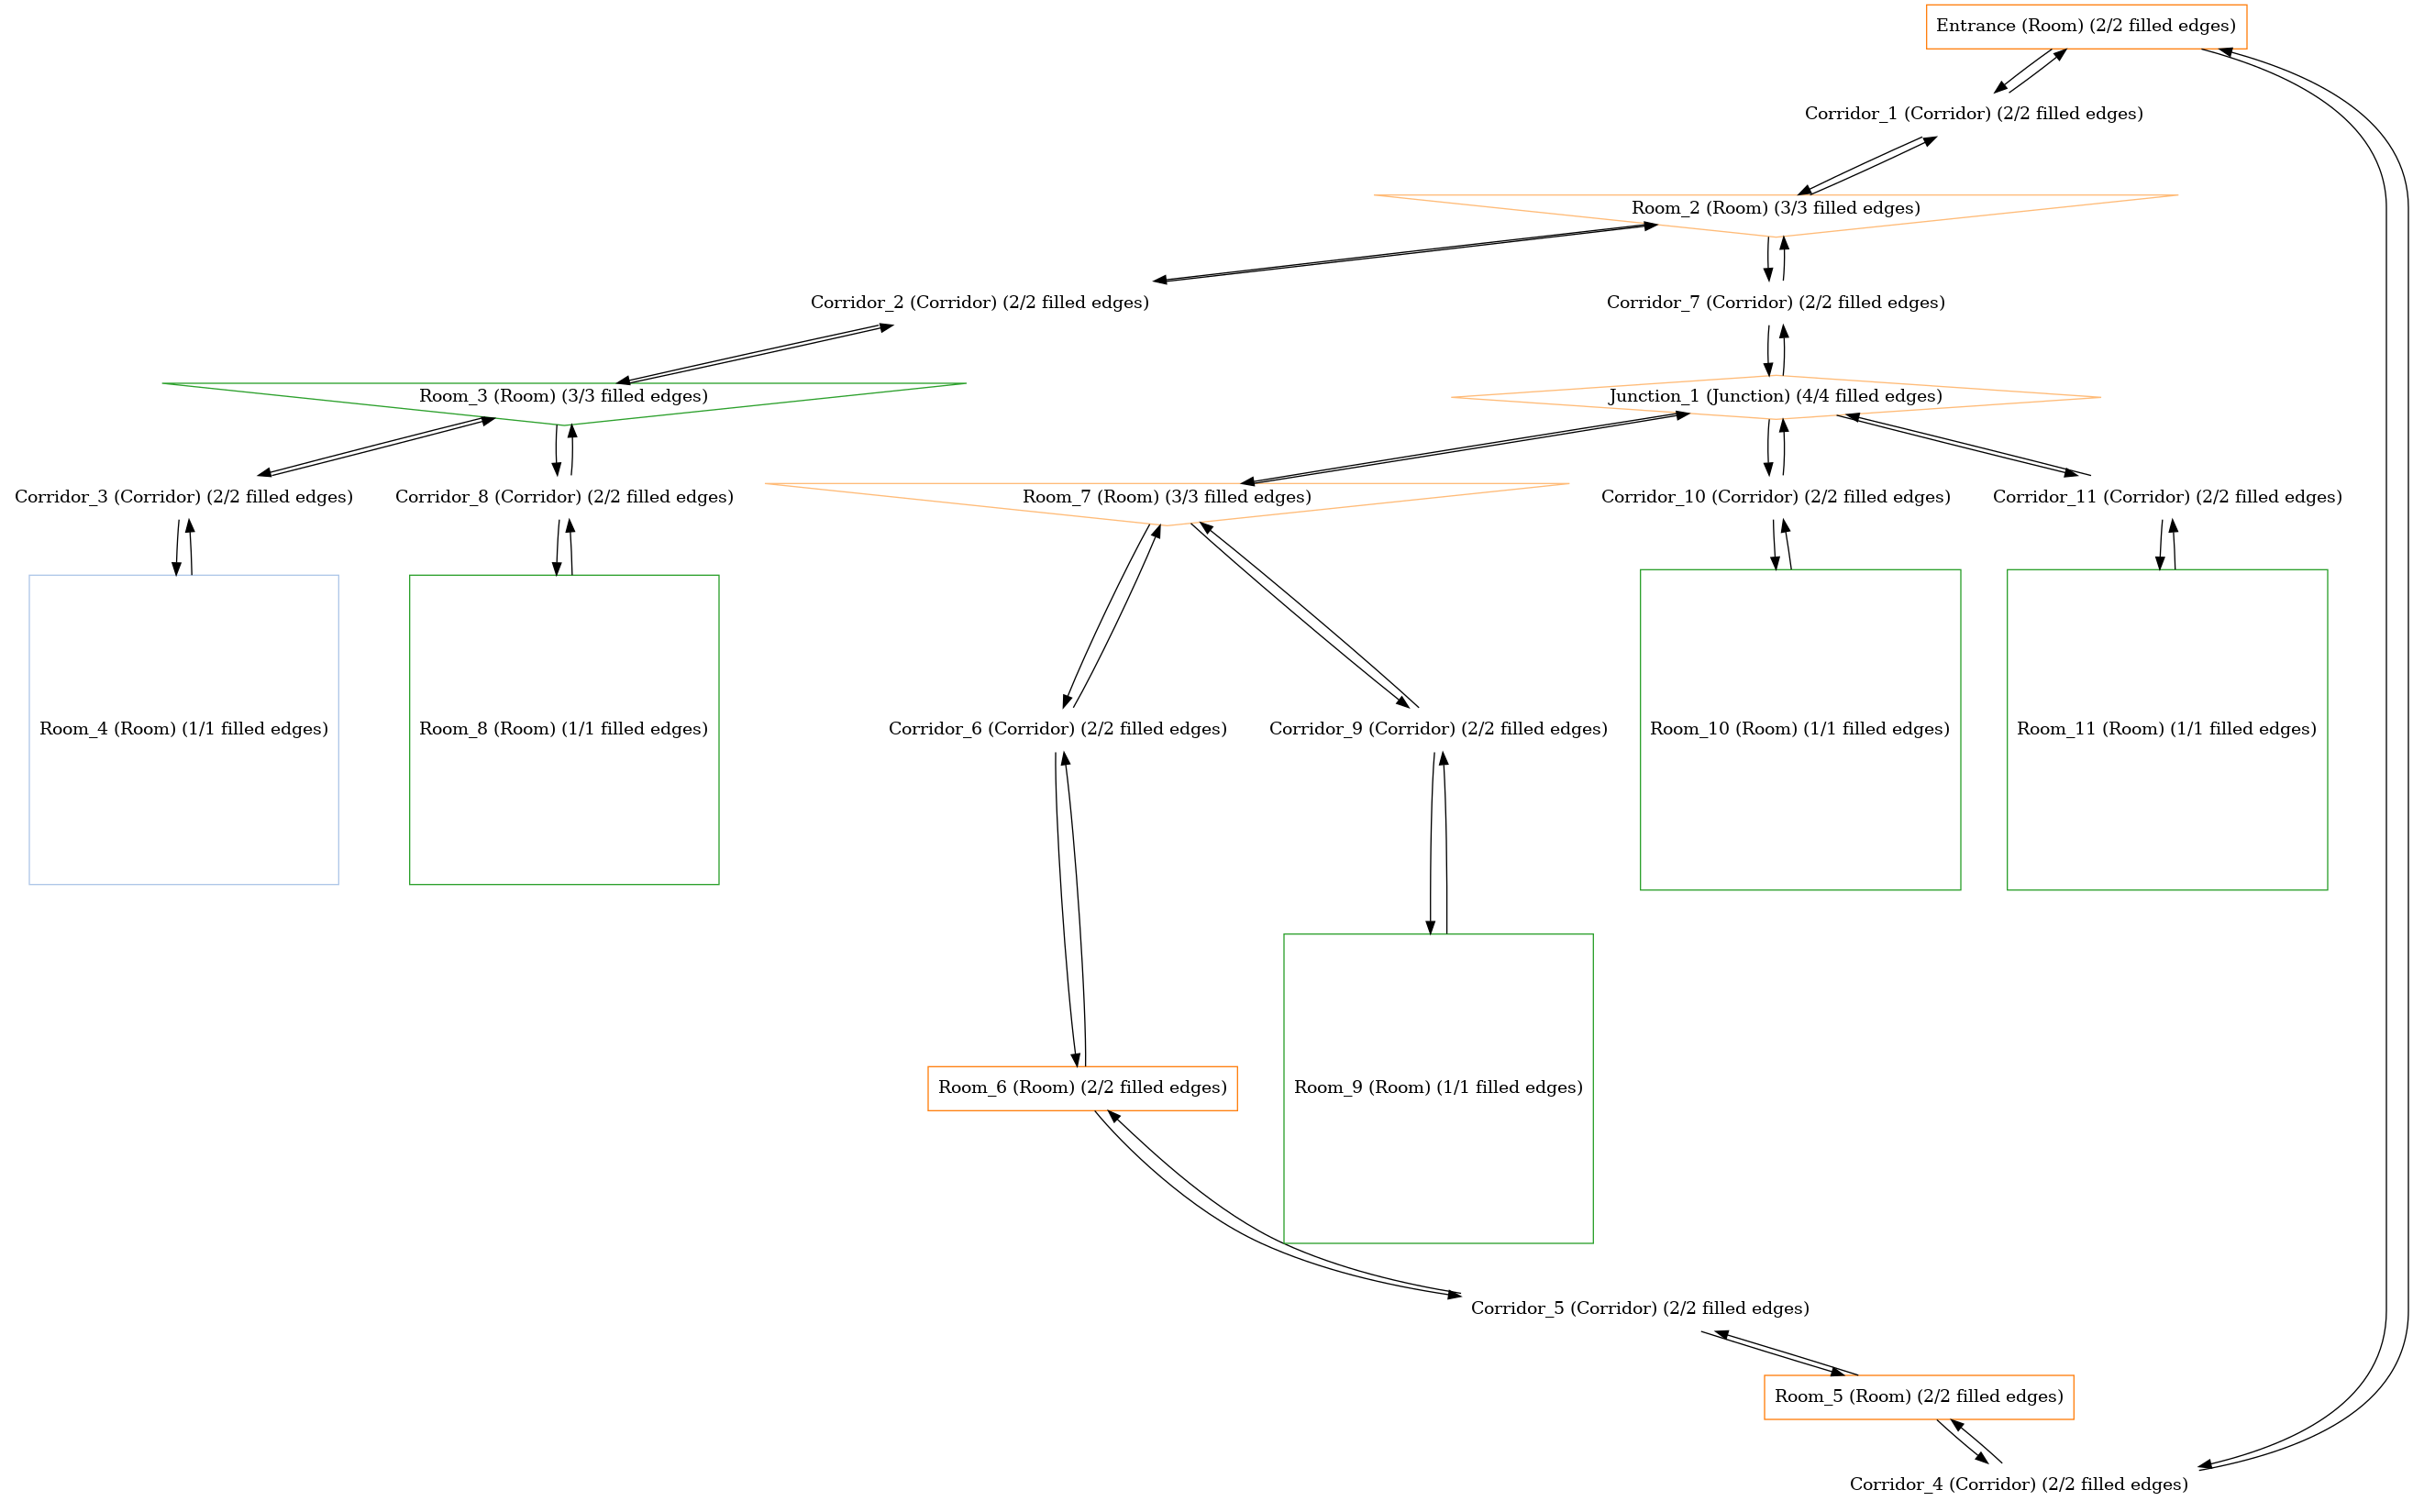 Entrance (Room) (2/2 filled edges)
Corridor_1 (Corridor) (2/2 filled edges)
Room_2 (Room) (3/3 filled edges)
Corridor_2 (Corridor) (2/2 filled edges)
Corridor_7 (Corridor) (2/2 filled edges)
Room_3 (Room) (3/3 filled edges)
Junction_1 (Junction) (4/4 filled edges)
Corridor_3 (Corridor) (2/2 filled edges)
Corridor_8 (Corridor) (2/2 filled edges)
Room_7 (Room) (3/3 filled edges)
Corridor_10 (Corridor) (2/2 filled edges)
Corridor_11 (Corridor) (2/2 filled edges)
Room_4 (Room) (1/1 filled edges)
Room_8 (Room) (1/1 filled edges)
Corridor_6 (Corridor) (2/2 filled edges)
Corridor_9 (Corridor) (2/2 filled edges)
Room_10 (Room) (1/1 filled edges)
Room_11 (Room) (1/1 filled edges)
Room_6 (Room) (2/2 filled edges)
Room_9 (Room) (1/1 filled edges)
Corridor_5 (Corridor) (2/2 filled edges)
Room_5 (Room) (2/2 filled edges)
Corridor_4 (Corridor) (2/2 filled edges)